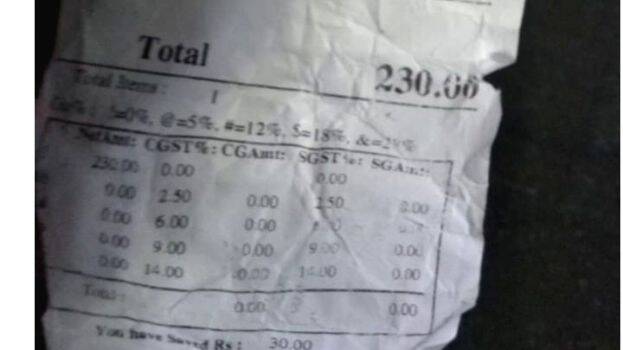 Total 230.00
Total Items : 1
!=0%, @=5%, #=12%, $=18%, &=28%
NetAmt: CGST%: CGAmt: SGST%: SGAmt:
230.00 0.00 0.00
0.00 2.50 0.00 2.50 0.00
0.00 6.00 0.00
0.00 9.00 0.00 9.00 0.00
0.00 14.00 0.00 14.00 0.00
Total: 0.00 0.00
You have Saved Rs : 30.00